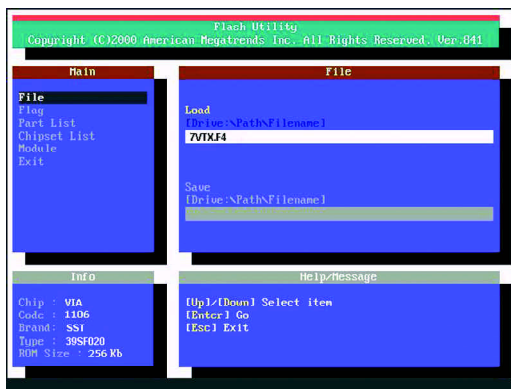 Flash Utility
Copyright (C)2000 American Megatrends Inc. All Rights Reserved. Ver:841
Main
File
Flag
Part List
Chipset List
Module
Exit
File
Load
[Drive:\Path\Filename]
7VTX.F4
Save
[Drive:\Path\Filename]
Info
Chip : VIA
Code : 1106
Brand: SST
Type : 39SF020
ROM Size : 256 Kb
Help/Message
[Up]/[Down] Select item
[Enter] Go
[Esc] Exit